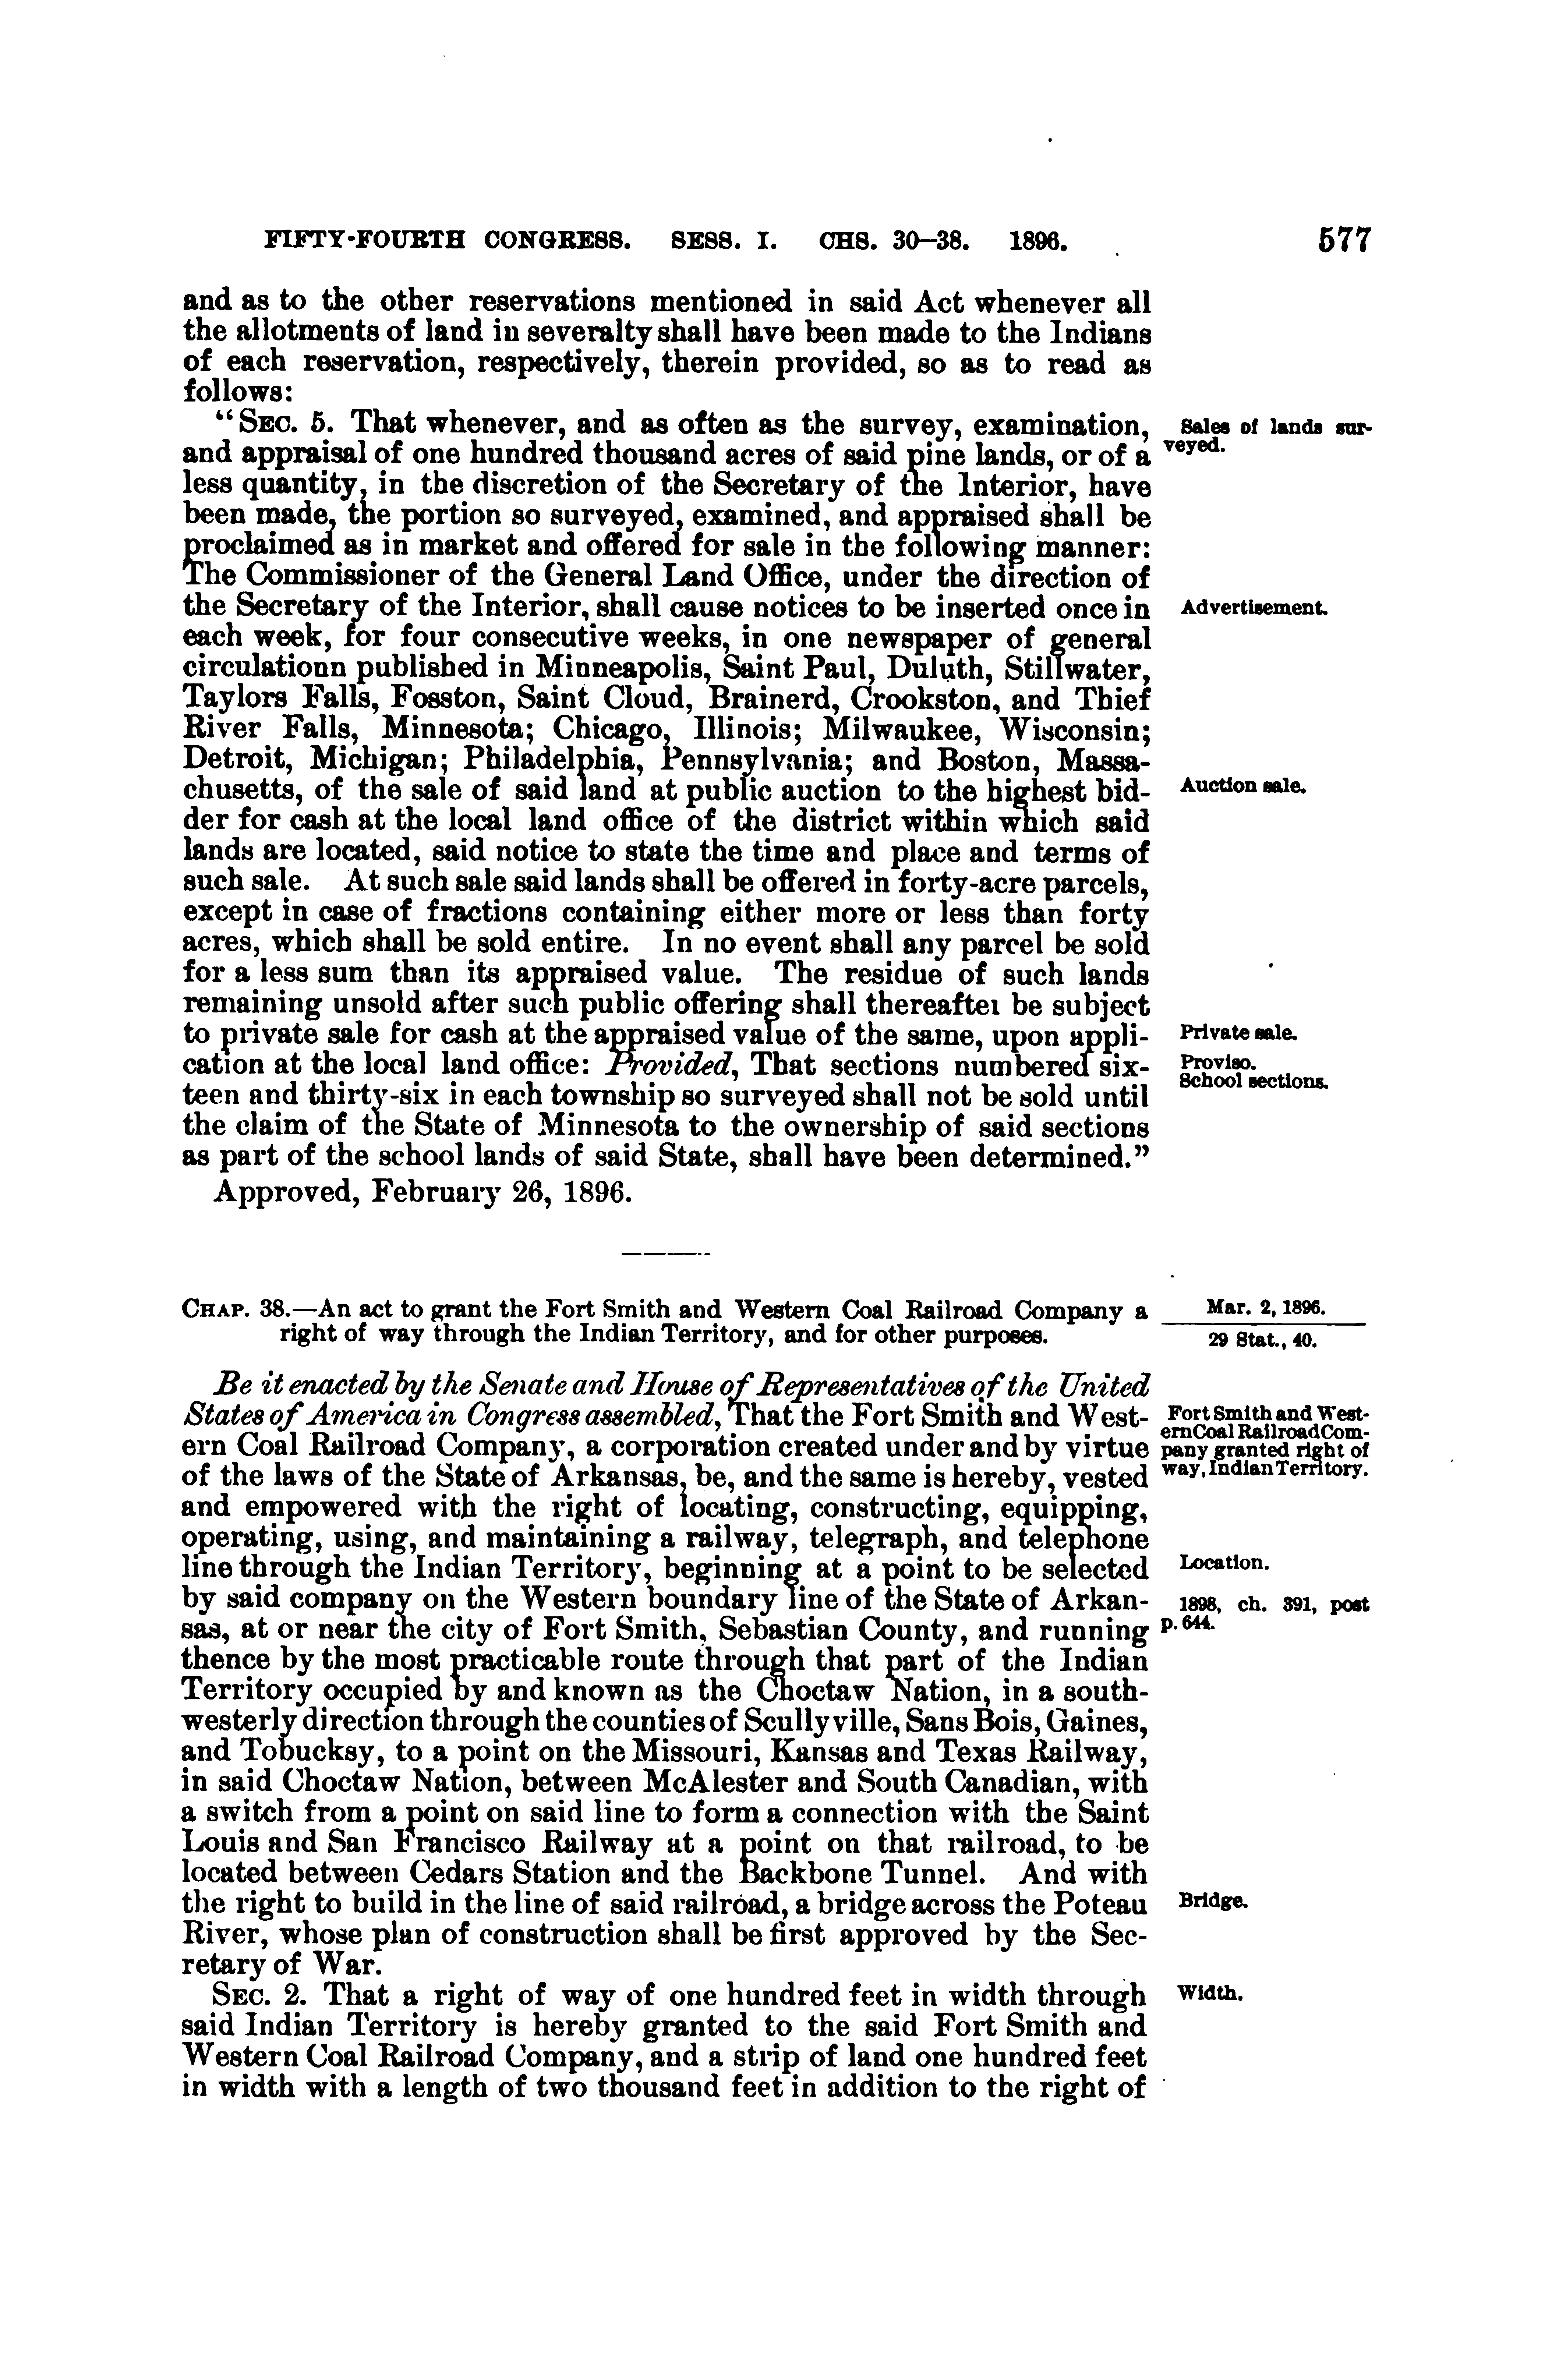 FIFTY-FOURTH CONGRESS. SESS. I. CHS. 30–38. 1896. 577
and as to the other reservations mentioned in said Act whenever all
the allotments of land in severalty shall have been made to the Indians
of each reservation, respectively, therein provided, so as to read as
follows:
"SEC. 5. That whenever, and as often as the survey, examination,
and appraisal of one hundred thousand acres of said pine lands, or of a
less quantity, in the discretion of the Secretary of the Interior, have
been made, the portion so surveyed, examined, and appraised shall be
proclaimed as in market and offered for sale in the following manner:
The Commissioner of the General Land Office, under the direction of
the Secretary of the Interior, shall cause notices to be inserted once in
each week, for four consecutive weeks, in one newspaper of general
circulationn published in Minneapolis, Saint Paul, Duluth, Stillwater,
Taylors Falls, Fosston, Saint Cloud, Brainerd, Crookston, and Thief
River Falls, Minnesota; Chicago, Illinois; Milwaukee, Wisconsin;
Detroit, Michigan; Philadelphia, Pennsylvania; and Boston, Massa-
chusetts, of the sale of said land at public auction to the highest bid-
der for cash at the local land office of the district within which said
lands are located, said notice to state the time and place and terms of
such sale. At such sale said lands shall be offered in forty-acre parcels,
except in case of fractions containing either more or less than forty
acres, which shall be sold entire. In no event shall any parcel be sold
for a less sum than its appraised value. The residue of such lands
remaining unsold after such public offering shall thereafter be subject
to private sale for cash at the appraised value of the same, upon appli-
cation at the local land office: Provided, That sections numbered six-
teen and thirty-six in each township so surveyed shall not be sold until
the claim of the State of Minnesota to the ownership of said sections
as part of the school lands of said State, shall have been determined."
Approved, February 26, 1896.
Sales of lands sur-
veyed.
Advertisement.
Auction sale.
Private sale.
Proviso.
School sections.
CHAP. 38.—An act to grant the Fort Smith and Western Coal Railroad Company a
right of way through the Indian Territory, and for other purposes.
Mar. 2, 1896.
29 Stat., 40.
Be it enacted by the Senate and House of Representatives of the United
States of America in Congress assembled, That the Fort Smith and West-
ern Coal Railroad Company, a corporation created under and by virtue
of the laws of the State of Arkansas, be, and the same is hereby, vested
and empowered with the right of locating, constructing, equipping,
operating, using, and maintaining a railway, telegraph, and telephone
line through the Indian Territory, beginning at a point to be selected
by said company on the Western boundary line of the State of Arkan-
sas, at or near the city of Fort Smith, Sebastian County, and running
thence by the most practicable route through that part of the Indian
Territory occupied by and known as the Choctaw Nation, in a south-
westerly direction through the counties of Scullyville, Sans Bois, Gaines,
and Tobucksy, to a point on the Missouri, Kansas and Texas Railway,
in said Choctaw Nation, between McAlester and South Canadian, with
a switch from a point on said line to form a connection with the Saint
Louis and San Francisco Railway at a point on that railroad, to be
located between Cedars Station and the Backbone Tunnel. And with
the right to build in the line of said railroad, a bridge across the Poteau
River, whose plan of construction shall be first approved by the Sec-
retary of War.
SEC. 2. That a right of way of one hundred feet in width through
said Indian Territory is hereby granted to the said Fort Smith and
Western Coal Railroad Company, and a strip of land one hundred feet
in width with a length of two thousand feet in addition to the right of
Fort Smith and West-
ern Coal Railroad Com-
pany granted right of
way, Indian Territory.
Location.
1898, ch. 391, post
p. 644.
Bridge.
Width.